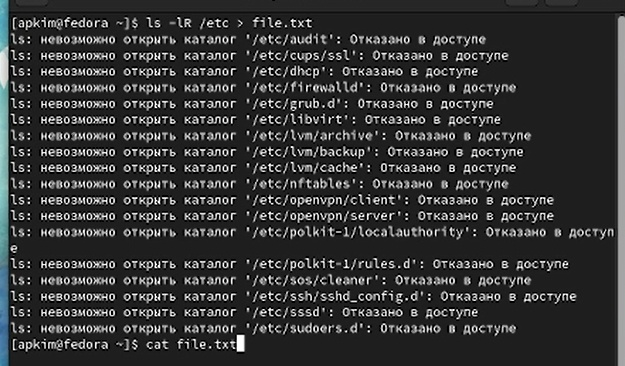 [apkim@fedora ~]$ ls -lR /etc > file.txt
ls: невозможно открыть каталог '/etc/audit': Отказано в доступе
ls: невозможно открыть каталог '/etc/cups/ssl': Отказано в доступе
ls: невозможно открыть каталог '/etc/dhcp': Отказано в доступе
ls: невозможно открыть каталог '/etc/firewalld': Отказано в доступе
ls: невозможно открыть каталог '/etc/grub.d': Отказано в доступе
ls: невозможно открыть каталог '/etc/libvirt': Отказано в доступе
ls: невозможно открыть каталог '/etc/lvm/archive': Отказано в доступе
ls: невозможно открыть каталог '/etc/lvm/backup': Отказано в доступе
ls: невозможно открыть каталог '/etc/lvm/cache': Отказано в доступе
ls: невозможно открыть каталог '/etc/nftables': Отказано в доступе
ls: невозможно открыть каталог '/etc/openvpn/client': Отказано в доступе
ls: невозможно открыть каталог '/etc/openvpn/server': Отказано в доступе
ls: невозможно открыть каталог '/etc/polkit-1/localauthority': Отказано в доступ
е
ls: невозможно открыть каталог '/etc/polkit-1/rules.d': Отказано в доступе
ls: невозможно открыть каталог '/etc/sos/cleaner': Отказано в доступе
ls: невозможно открыть каталог '/etc/ssh/sshd_config.d': Отказано в доступе
ls: невозможно открыть каталог '/etc/sssd': Отказано в доступе
ls: невозможно открыть каталог '/etc/sudoers.d': Отказано в доступе
[apkim@fedora ~]$ cat file.txt